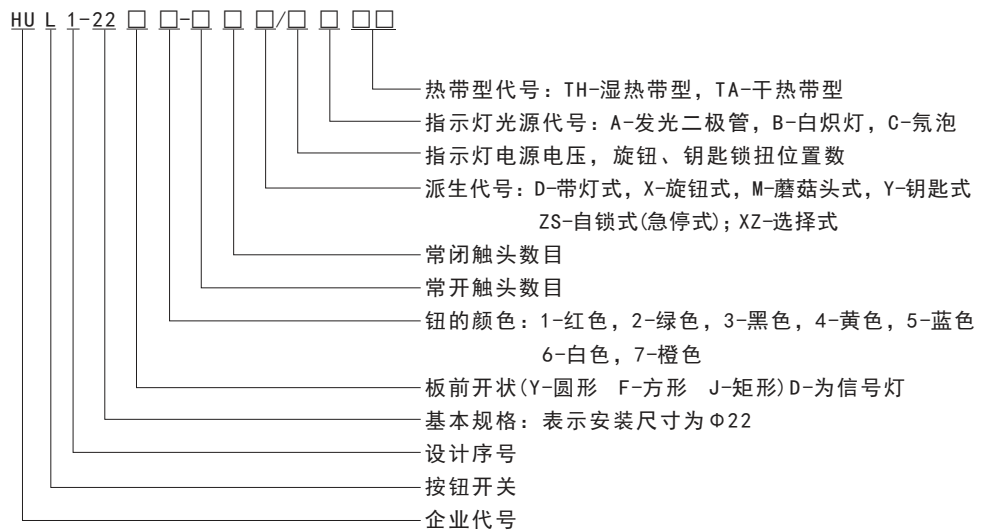 HU L 1-22 □ □-□ □ □/□ □ □□
热带型代号：TH-湿热带型，TA-干热带型
指示灯光源代号：A-发光二极管，B-白炽灯，C-氖泡
指示灯电源电压，旋钮、钥匙锁扭位置数
派生代号：D-带灯式，X-旋钮式，M-蘑菇头式，Y-钥匙式
ZS-自锁式(急停式)；XZ-选择式
常闭触头数目
常开触头数目
钮的颜色：1-红色，2-绿色，3-黑色，4-黄色，5-蓝色
6-白色，7-橙色
板前开状(Y-圆形 F-方形 J-矩形)D-为信号灯
基本规格：表示安装尺寸为Φ22
设计序号
按钮开关
企业代号